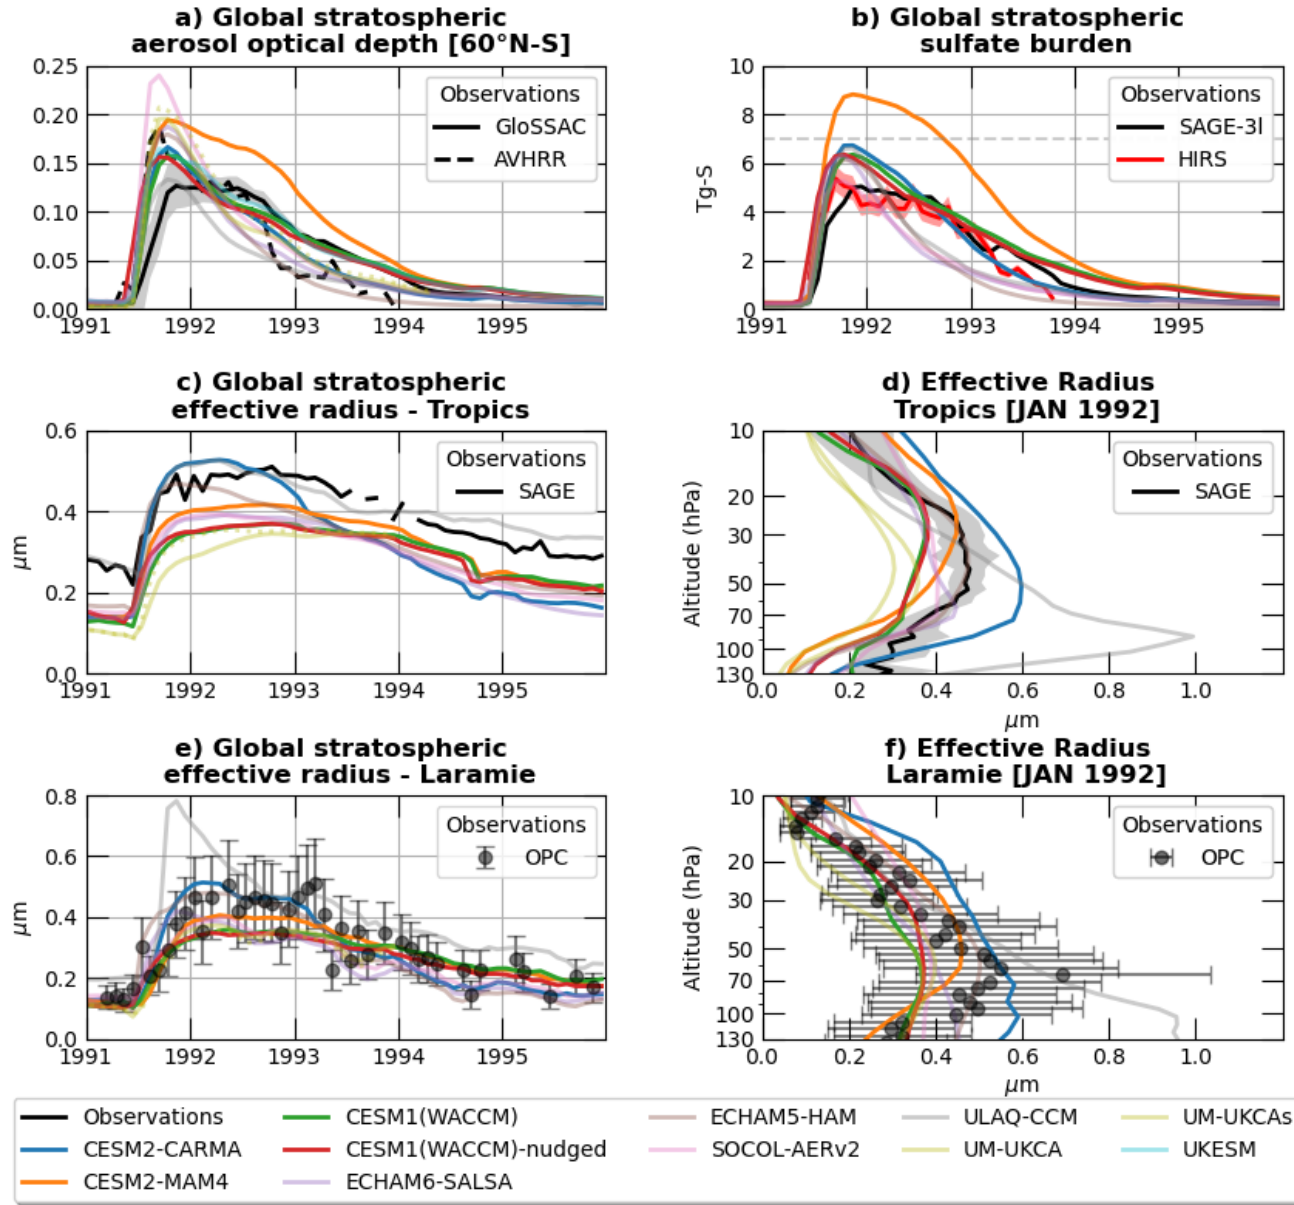 a) Global stratospheric
aerosol optical depth [60°N-S]
0.25
0.20
0.15
0.10
0.05
0.00
1991 1992 1993 1994 1995
Observations
GloSSAC
AVHRR
b) Global stratospheric
sulfate burden
Tg-S
10
8
6
4
2
0
1991 1992 1993 1994 1995
Observations
SAGE-3l
HIRS
c) Global stratospheric
effective radius - Tropics
μm
0.6
0.4
0.2
0.0
1991 1992 1993 1994 1995
Observations
SAGE
d) Effective Radius
Tropics [JAN 1992]
Altitude (hPa)
10
20
30
50
70
100
130
0.0 0.2 0.4 0.6 0.8 1.0
μm
Observations
SAGE
e) Global stratospheric
effective radius - Laramie
μm
0.8
0.6
0.4
0.2
0.0
1991 1992 1993 1994 1995
Observations
OPC
f) Effective Radius
Laramie [JAN 1992]
Altitude (hPa)
10
20
30
50
70
100
130
0.0 0.2 0.4 0.6 0.8 1.0
μm
Observations
OPC
Observations CESM1(WACCM) ECHAM5-HAM ULAQ-CCM UM-UKCAs
CESM2-CARMA CESM1(WACCM)-nudged SOCOL-AERv2 UM-UKCA UKESM
CESM2-MAM4 ECHAM6-SALSA